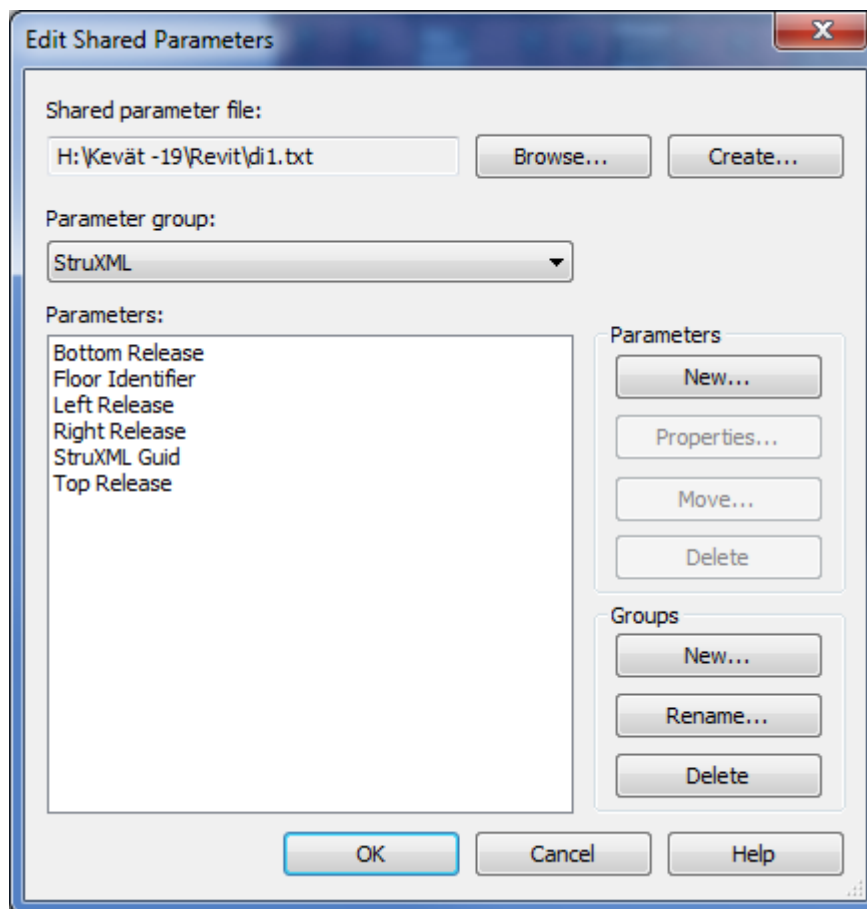 Edit Shared Parameters
Shared parameter file:
H:\Kevät -19\Revit\di1.txt
Browse...
Create...
Parameter group:
StruXML
Parameters:
Bottom Release
Floor Identifier
Left Release
Right Release
StruXML Guid
Top Release
Parameters
New...
Properties...
Move...
Delete
Groups
New...
Rename...
Delete
OK
Cancel
Help